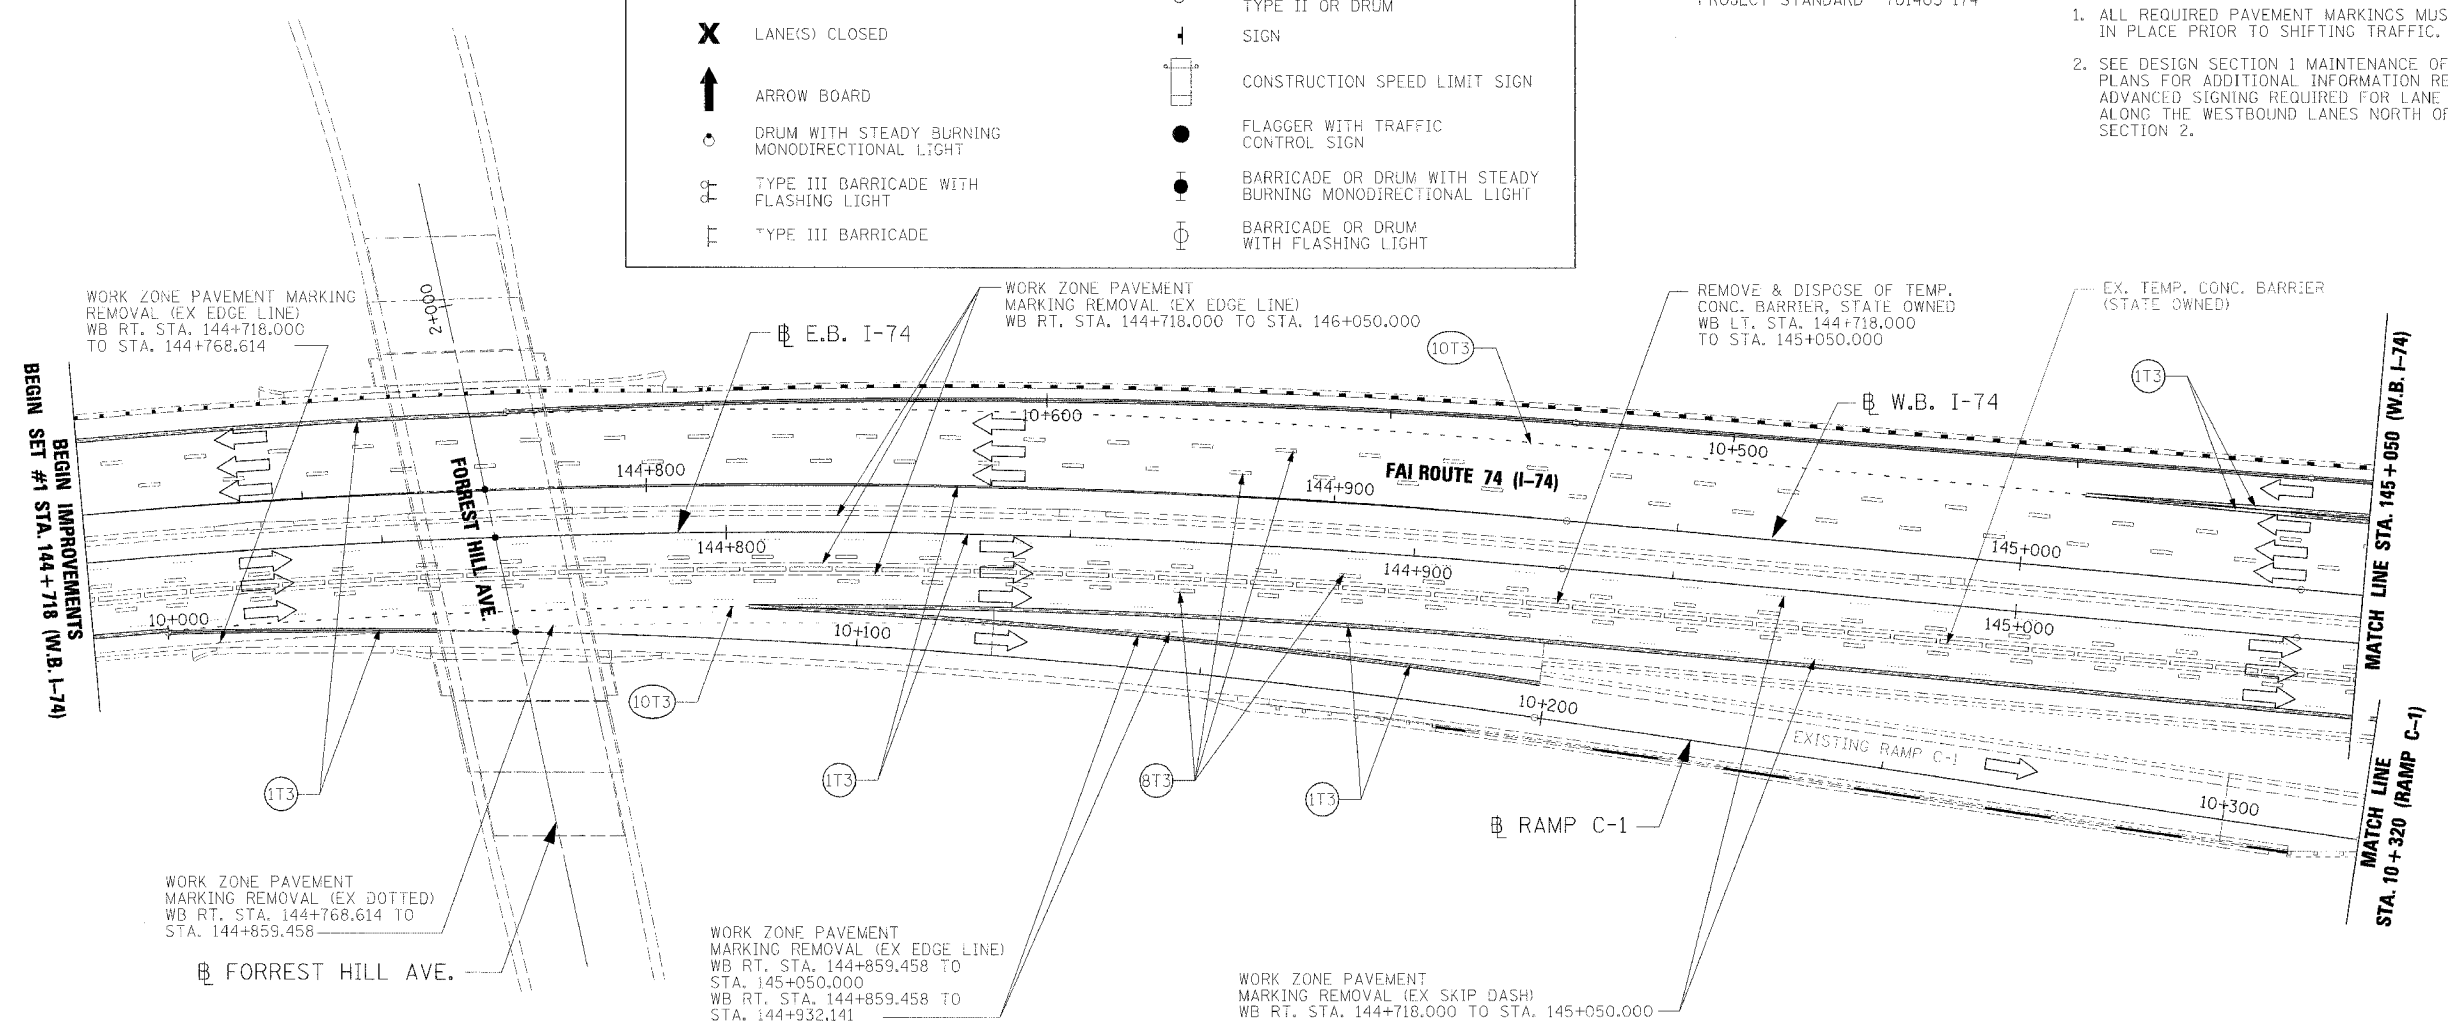 TYPE II OR DRUM
X LANE(S) CLOSED
SIGN
CONSTRUCTION SPEED LIMIT SIGN
ARROW BOARD
DRUM WITH STEADY BURNING
MONODIRECTIONAL LIGHT
FLAGGER WITH TRAFFIC
CONTROL SIGN
TYPE III BARRICADE WITH
FLASHING LIGHT
BARRICADE OR DRUM WITH STEADY
BURNING MONODIRECTIONAL LIGHT
TYPE III BARRICADE
BARRICADE OR DRUM
WITH FLASHING LIGHT
PROJECT STANDARD 701403-174
1. ALL REQUIRED PAVEMENT MARKINGS MUS
IN PLACE PRIOR TO SHIFTING TRAFFIC.
2. SEE DESIGN SECTION 1 MAINTENANCE OF
PLANS FOR ADDITIONAL INFORMATION RE
ADVANCED SIGNING REQUIRED FOR LANE
ALONG THE WESTBOUND LANES NORTH OF
SECTION 2.
2+000
WORK ZONE PAVEMENT MARKING
REMOVAL (EX EDGE LINE)
WB RT. STA. 144+718.000
TO STA. 144+768.614
WORK ZONE PAVEMENT
MARKING REMOVAL (EX EDGE LINE)
WB RT. STA. 144+718.000 TO STA. 146+050.000
REMOVE & DISPOSE OF TEMP.
CONC. BARRIER, STATE OWNED
WB LT. STA. 144+718.000
TO STA. 145+050.000
EX. TEMP. CONC. BARRIER
(STATE OWNED)
℄ E.B. I-74
10T3
1T3
℄ W.B. I-74
BEGIN IMPROVEMENTS
BEGIN SET #1 STA. 144+718 (W.B. I-74)
10+600
10+500
144+800
144+900
FAI ROUTE 74 (I-74)
FORREST HILL AVE.
144+800
144+900
145+000
145+000
10+000
10+100
10+200
10+300
MATCH LINE STA. 145+050 (W.B. I-74)
10T3
1T3
1T3
8T3
1T3
EXISTING RAMP C-1
℄ RAMP C-1
MATCH LINE
STA. 10+320 (RAMP C-1)
WORK ZONE PAVEMENT
MARKING REMOVAL (EX DOTTED)
WB RT. STA. 144+768.614 TO
STA. 144+859.458
℄ FORREST HILL AVE.
WORK ZONE PAVEMENT
MARKING REMOVAL (EX EDGE LINE)
WB RT. STA. 144+859.458 TO
STA. 145+050.000
WB RT. STA. 144+859.458 TO
STA. 144+932.141
WORK ZONE PAVEMENT
MARKING REMOVAL (EX SKIP DASH)
WB RT. STA. 144+718.000 TO STA. 145+050.000